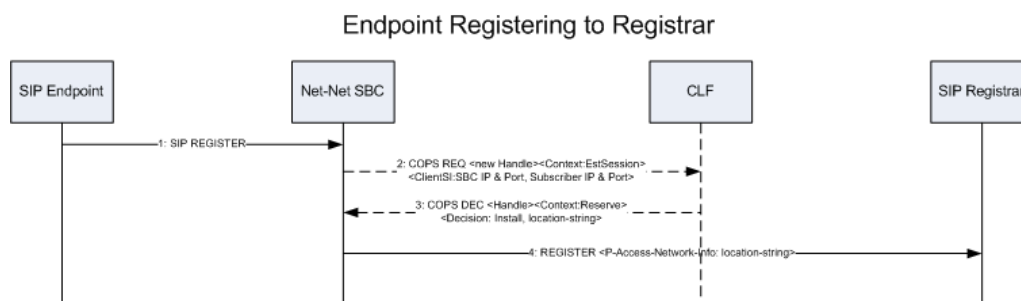 Endpoint Registering to Registrar
SIP Endpoint
Net-Net SBC
CLF
SIP Registrar
1: SIP REGISTER
2: COPS REQ <new Handle><Context:EstSession>
<ClientSI:SBC IP & Port, Subscriber IP & Port>
3: COPS DEC <Handle><Context:Reserve>
<Decision: Install, location-string>
4: REGISTER <P-Access-Network-Info: location-string>